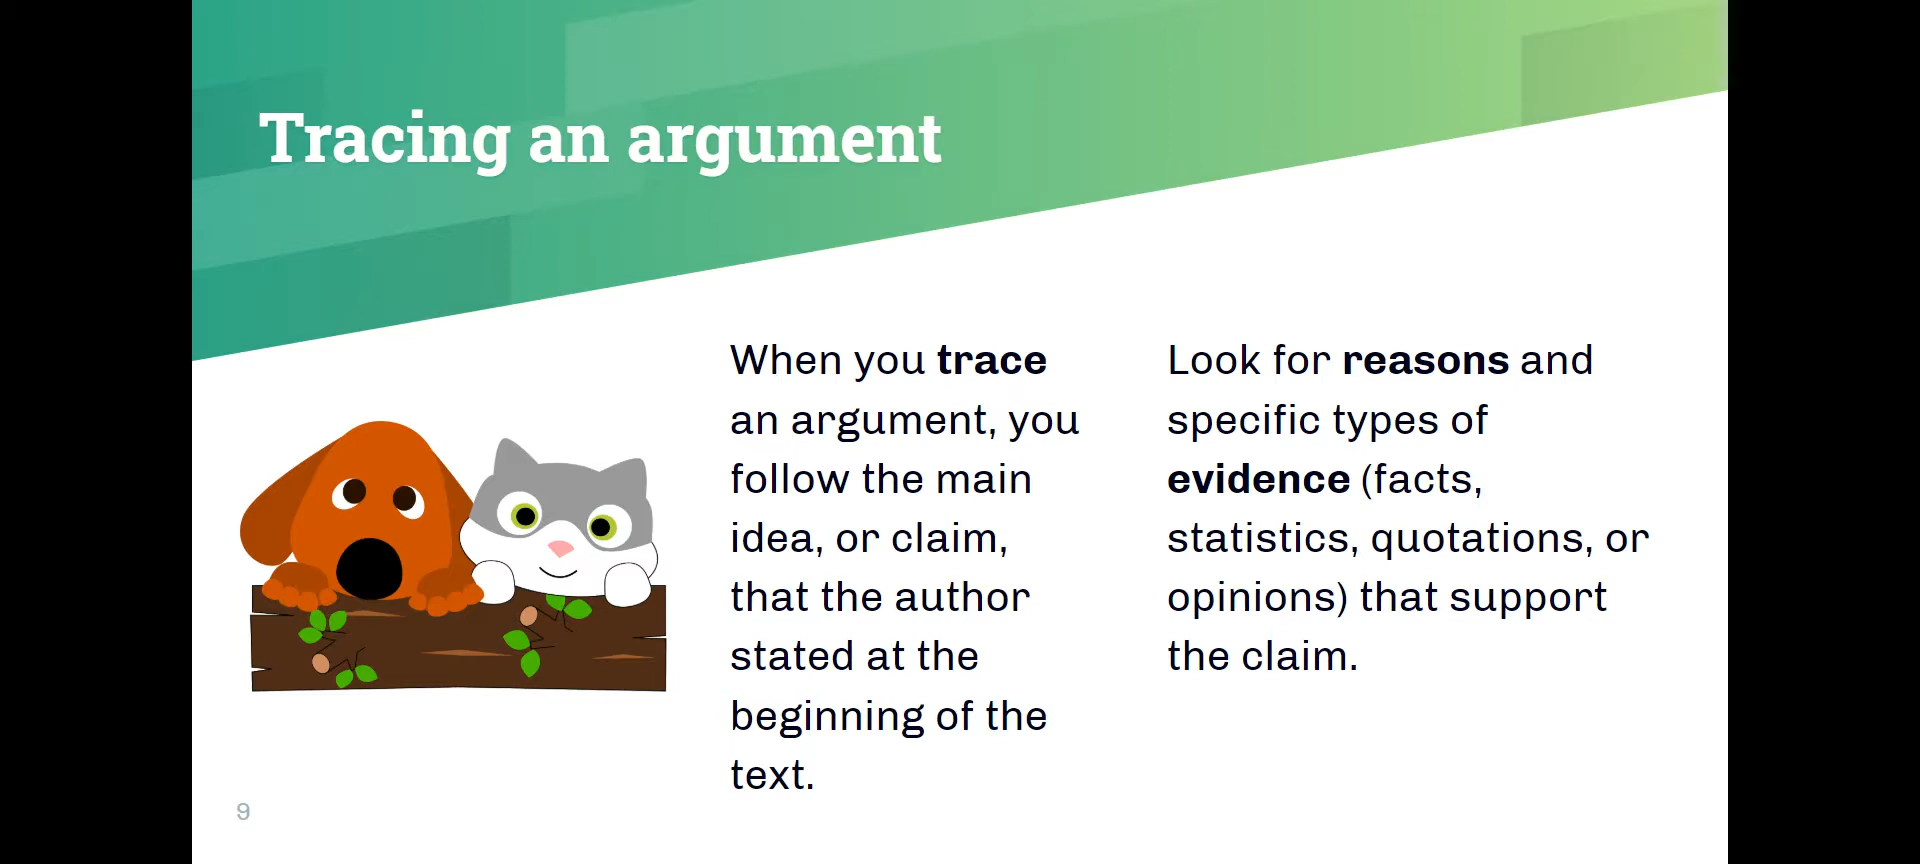 Tracing an argument
When you trace
an argument, you
follow the main
idea, or claim,
that the author
stated at the
beginning of the
text.
Look for reasons and
specific types of
evidence (facts,
statistics, quotations, or
opinions) that support
the claim.
9